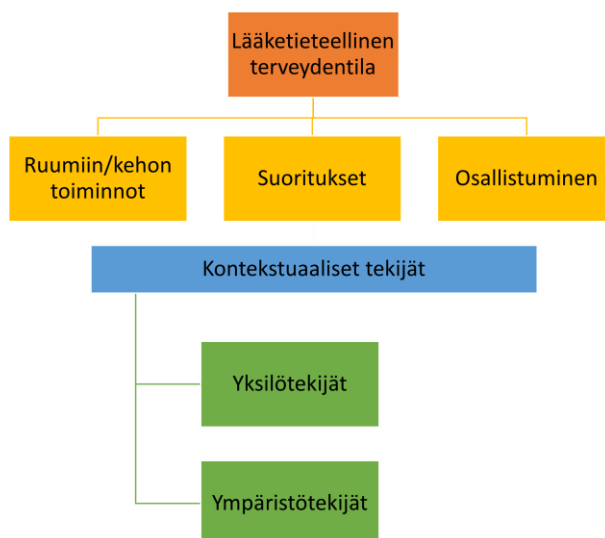 Lääketieteellinen
terveydentila
Ruumiin/kehon
toiminnot
Suoritukset
Osallistuminen
Kontekstuaaliset tekijät
Yksilötekijät
Ympäristötekijät